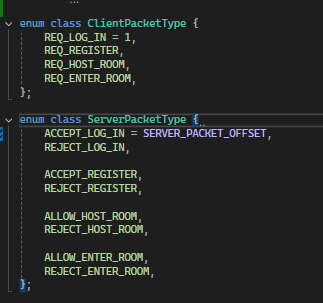 enum class ClientPacketType {
REQ_LOG_IN = 1,
REQ_REGISTER,
REQ_HOST_ROOM,
REQ_ENTER_ROOM,
};
enum class ServerPacketType {
ACCEPT_LOG_IN = SERVER_PACKET_OFFSET,
REJECT_LOG_IN,
ACCEPT_REGISTER,
REJECT_REGISTER,
ALLOW_HOST_ROOM,
REJECT_HOST_ROOM,
ALLOW_ENTER_ROOM,
REJECT_ENTER_ROOM,
};